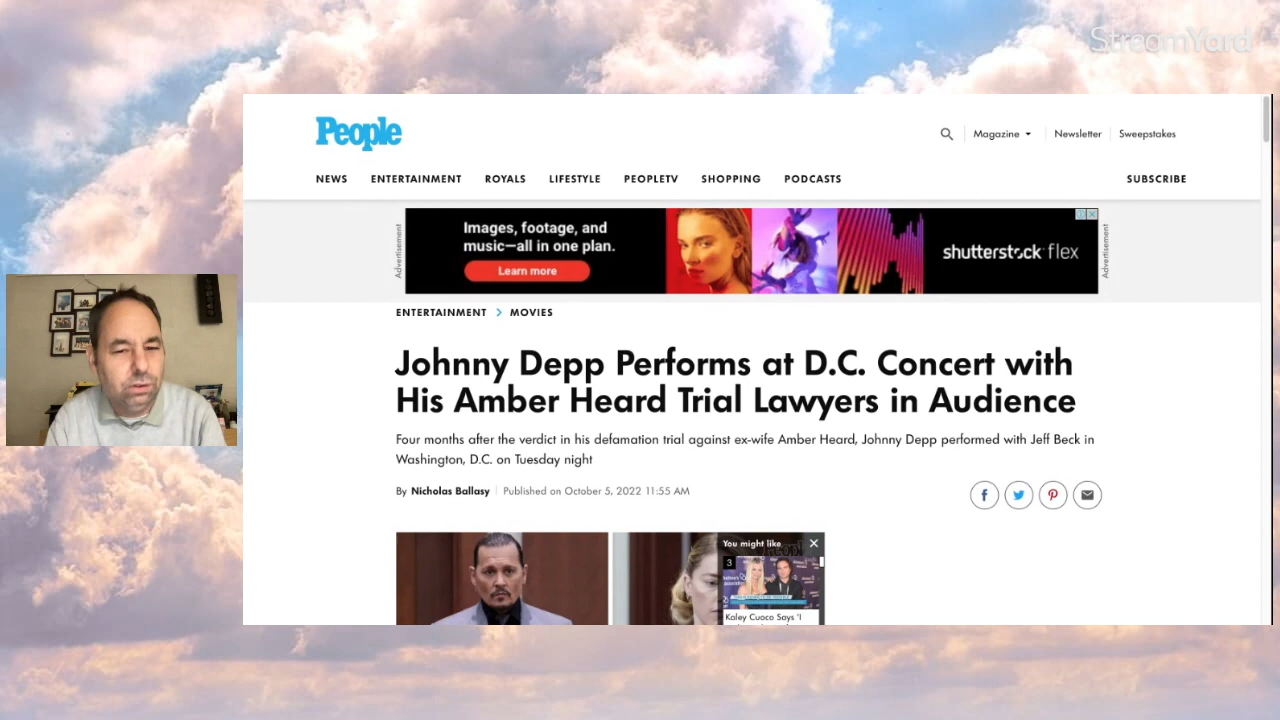 StreamYard
People
Magazine
Newsletter
Sweepstakes
NEWS
ENTERTAINMENT
ROYALS
LIFESTYLE
PEOPLETV
SHOPPING
PODCASTS
SUBSCRIBE
Advertisement
Images, footage, and
music—all in one plan.
Learn more
shutterstock flex
Advertisement
ENTERTAINMENT > MOVIES
Johnny Depp Performs at D.C. Concert with
His Amber Heard Trial Lawyers in Audience
Four months after the verdict in his defamation trial against ex-wife Amber Heard, Johnny Depp performed with Jeff Beck in
Washington, D.C. on Tuesday night
By Nicholas Ballasy | Published on October 5, 2022 11:55 AM
You might like
3
Kaley Cuoco Says 'I